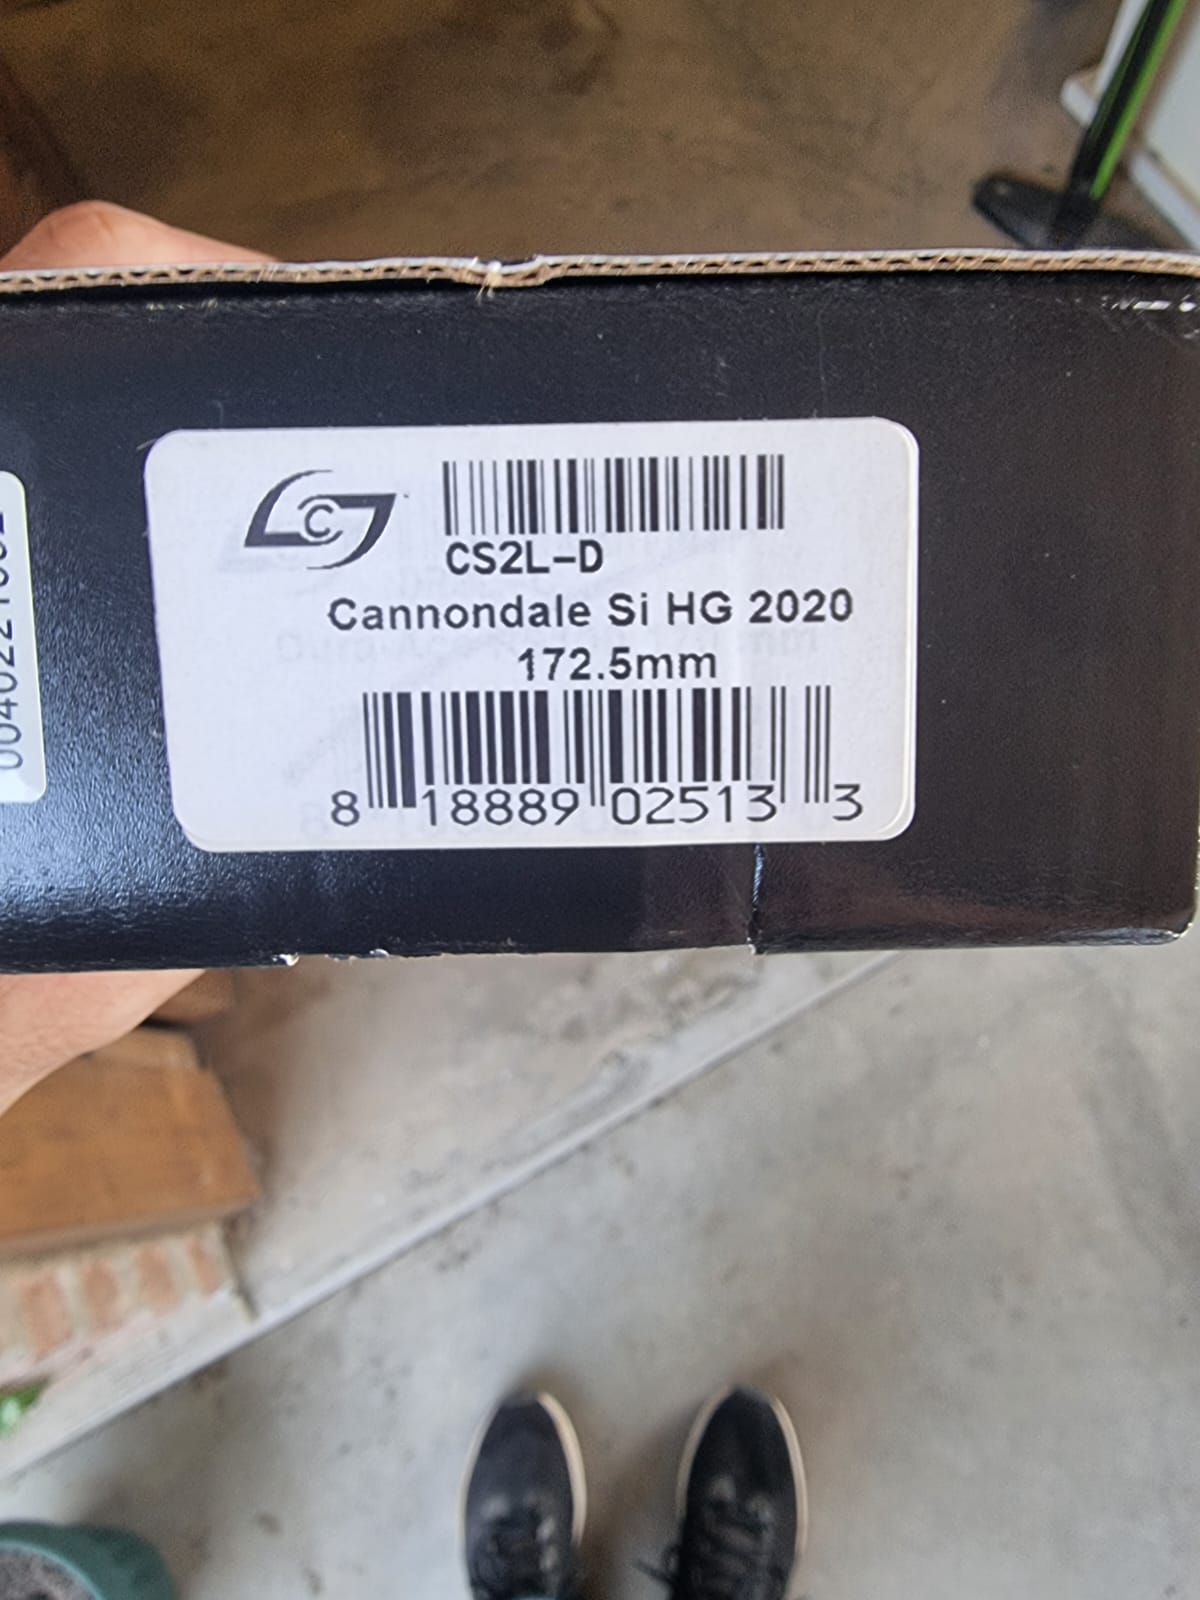 CS2L-D
Cannondale Si HG 2020
172.5mm
8 18889 02513 3